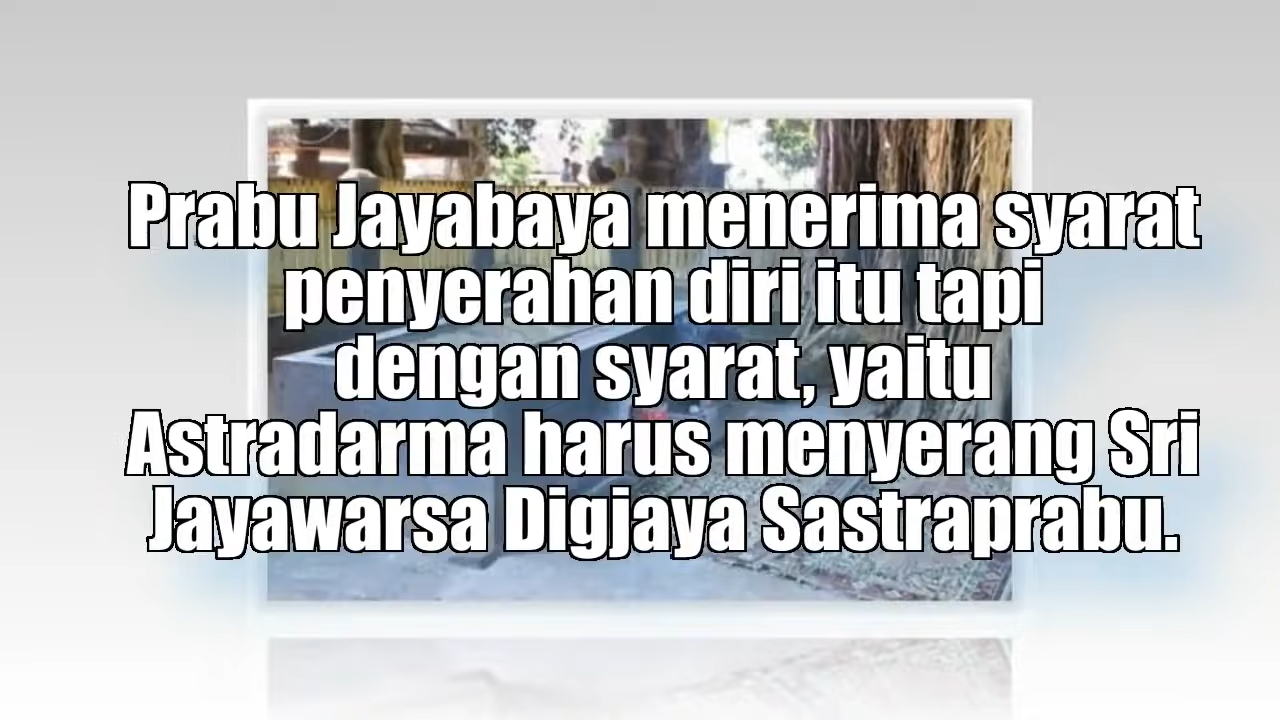 Prabu Jayabaya menerima syarat
penyerahan diri itu tapi
dengan syarat, yaitu
Astradarma harus menyerang Sri
Jayawarsa Digjaya Sastraprabu.